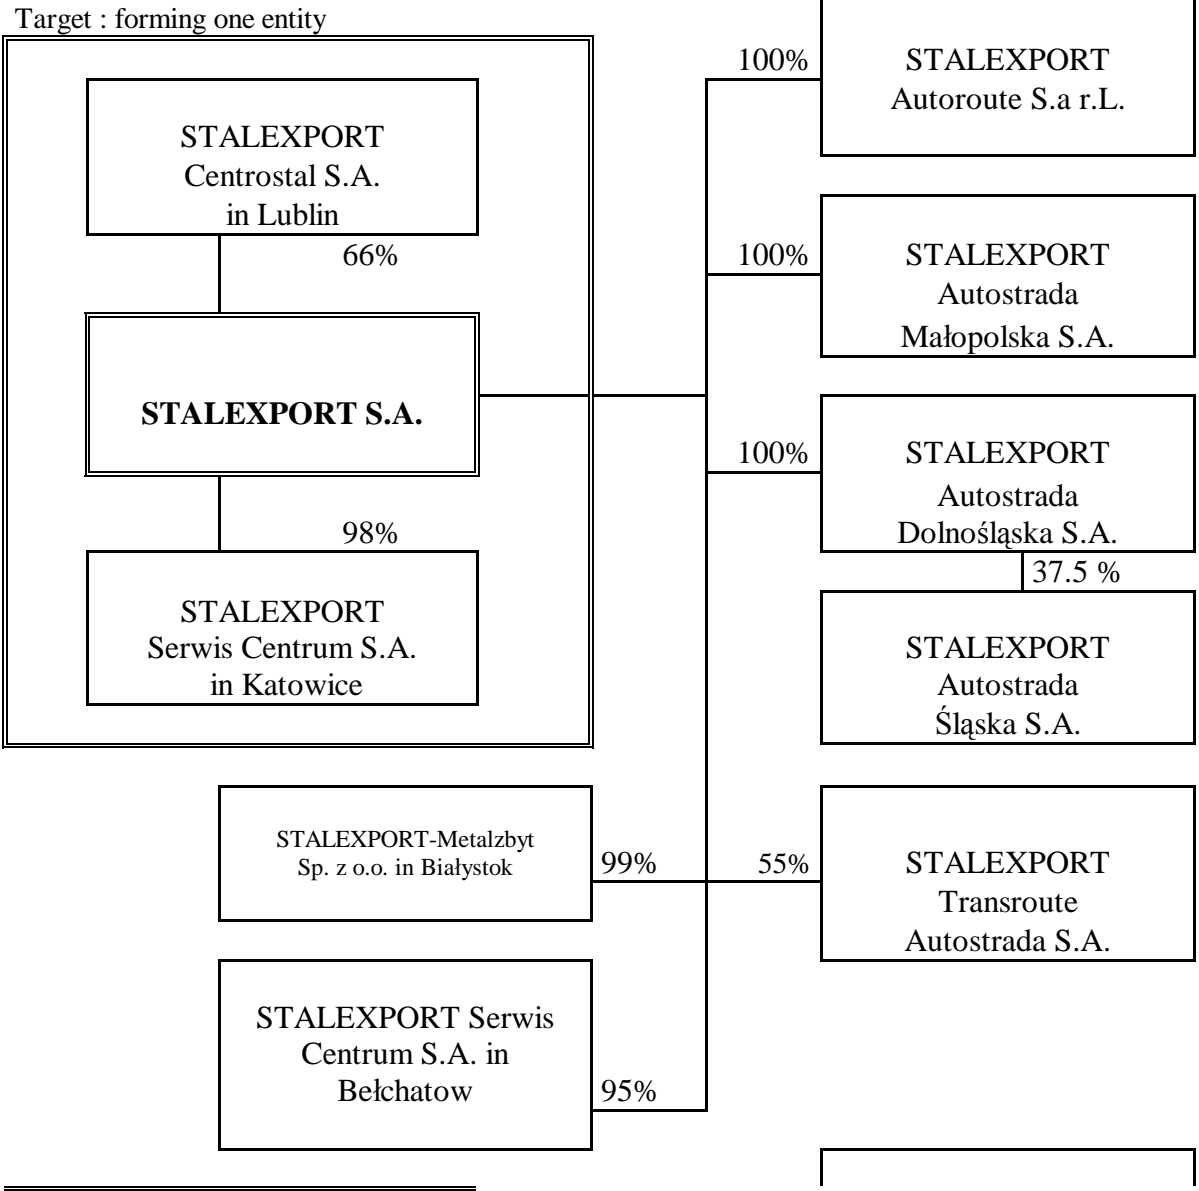 Target : forming one entity
STALEXPORT
Centrostal S.A.
in Lublin
66%
STALEXPORT S.A.
98%
STALEXPORT
Serwis Centrum S.A.
in Katowice
100%
STALEXPORT
Autoroute S.a r.L.
100%
STALEXPORT
Autostrada
Małopolska S.A.
100%
STALEXPORT
Autostrada
Dolnośląska S.A.
37.5 %
STALEXPORT
Autostrada
Śląska S.A.
STALEXPORT-Metalzbyt
Sp. z o.o. in Białystok
99%
55%
STALEXPORT
Transroute
Autostrada S.A.
STALEXPORT Serwis
Centrum S.A. in
Bełchatow
95%